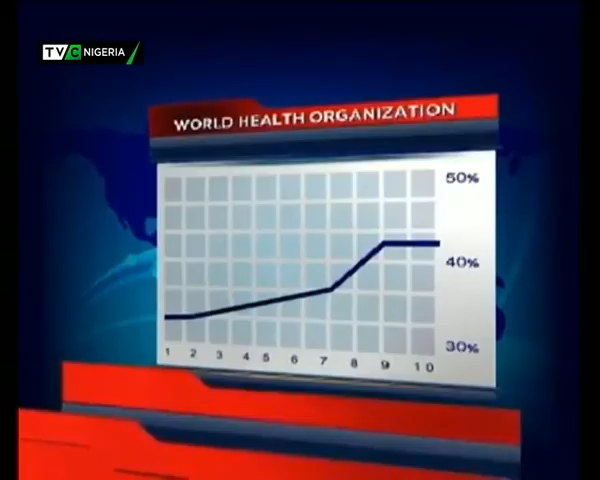 TVC NIGERIA
WORLD HEALTH ORGANIZATION
50%
40%
30%
1 2 3 4 5 6 7 8 9 10